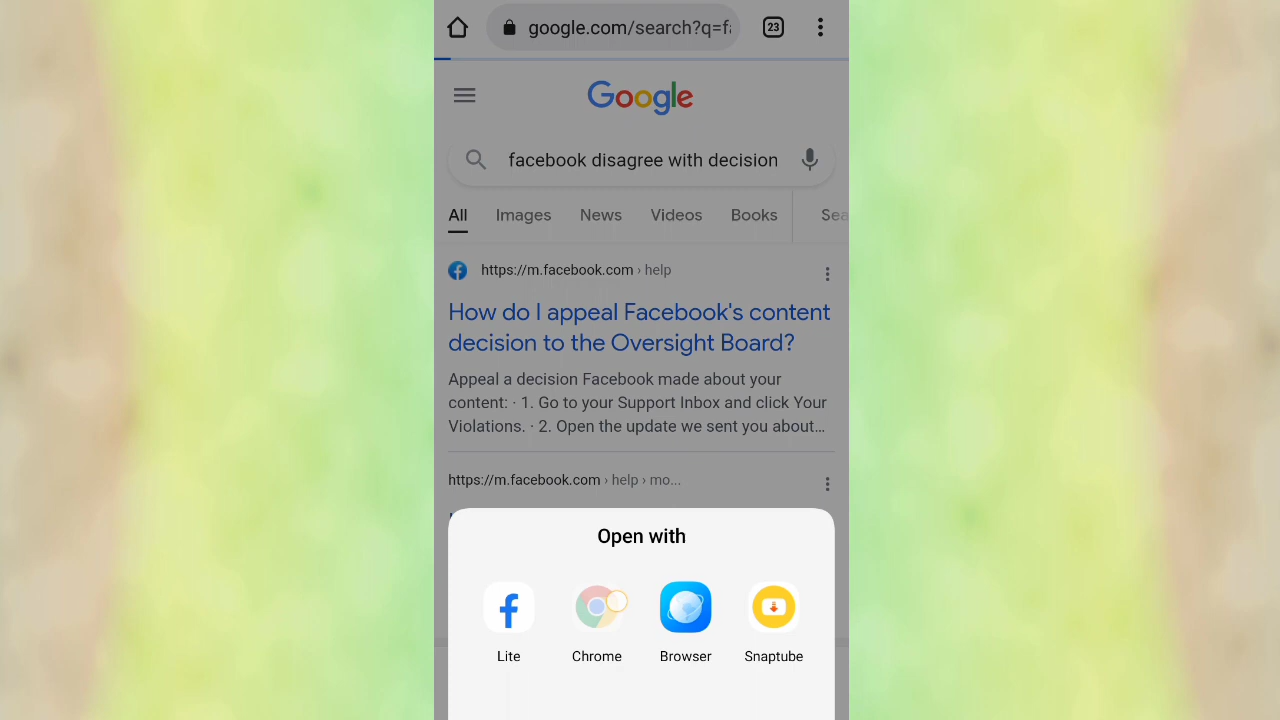 google.com/search?q=fa
23
Google
facebook disagree with decision
All Images News Videos Books Sea
https://m.facebook.com › help
How do I appeal Facebook's content
decision to the Oversight Board?
Appeal a decision Facebook made about your
content: · 1. Go to your Support Inbox and click Your
Violations. · 2. Open the update we sent you about...
https://m.facebook.com › help › mo...
Open with
Lite Chrome Browser Snaptube